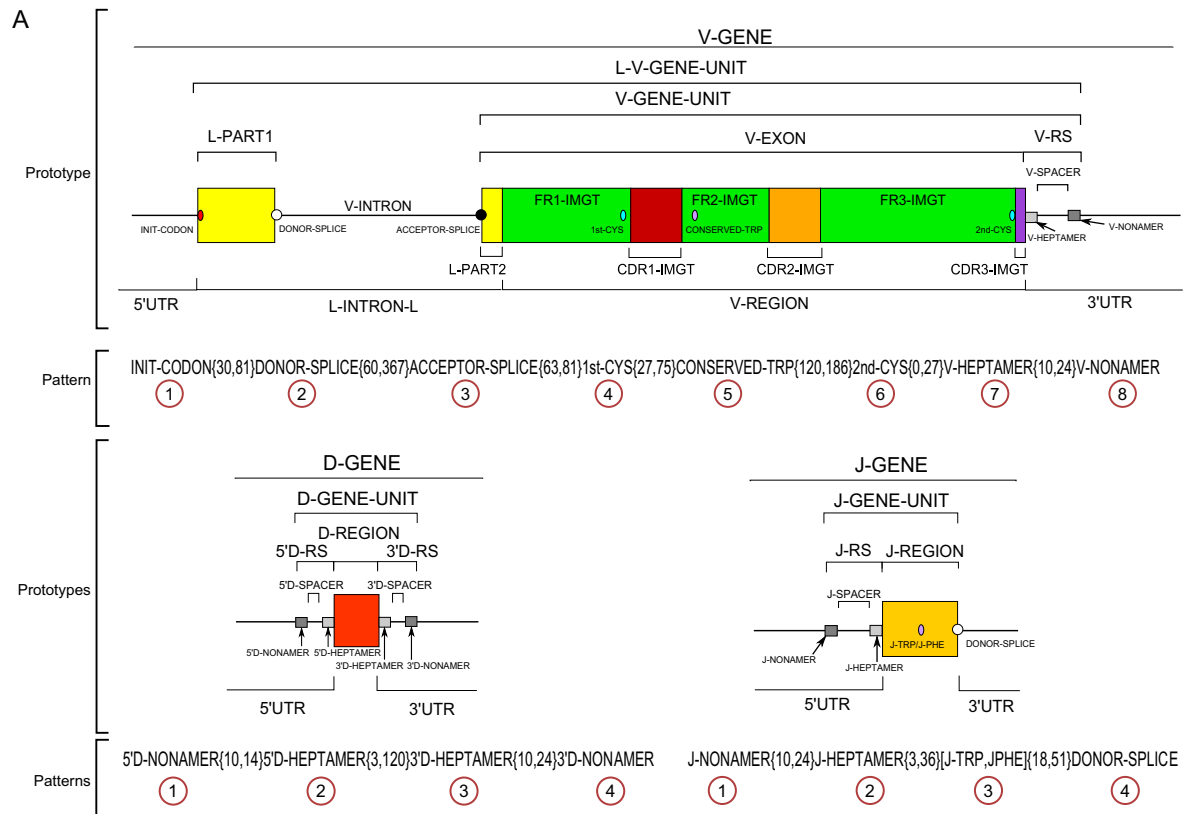 A
V-GENE
L-V-GENE-UNIT
V-GENE-UNIT
L-PART1
V-EXON
V-RS
V-SPACER
Prototype
V-INTRON
FR1-IMGT
FR2-IMGT
FR3-IMGT
INIT-CODON
DONOR-SPLICE
ACCEPTOR-SPLICE
1st-CYS
CONSERVED-TRP
2nd-CYS
V-HEPTAMER
V-NONAMER
L-PART2
CDR1-IMGT
CDR2-IMGT
CDR3-IMGT
5'UTR
L-INTRON-L
V-REGION
3'UTR
Pattern
INIT-CODON{30,81}DONOR-SPLICE{60,367}ACCEPTOR-SPLICE{63,81}1st-CYS{27,75}CONSERVED-TRP{120,186}2nd-CYS{0,27}V-HEPTAMER{10,24}V-NONAMER
1 2 3 4 5 6 7 8
Prototypes
D-GENE
D-GENE-UNIT
D-REGION
5'D-RS
3'D-RS
5'D-SPACER
3'D-SPACER
5'D-NONAMER
5'D-HEPTAMER
3'D-HEPTAMER
3'D-NONAMER
5'UTR
3'UTR
J-GENE
J-GENE-UNIT
J-RS
J-REGION
J-SPACER
J-TRP/J-PHE
DONOR-SPLICE
J-NONAMER
J-HEPTAMER
5'UTR
3'UTR
Patterns
5'D-NONAMER{10,14}5'D-HEPTAMER{3,120}3'D-HEPTAMER{10,24}3'D-NONAMER
1 2 3 4
J-NONAMER{10,24}J-HEPTAMER{3,36}[J-TRP,JPHE]{18,51}DONOR-SPLICE
1 2 3 4